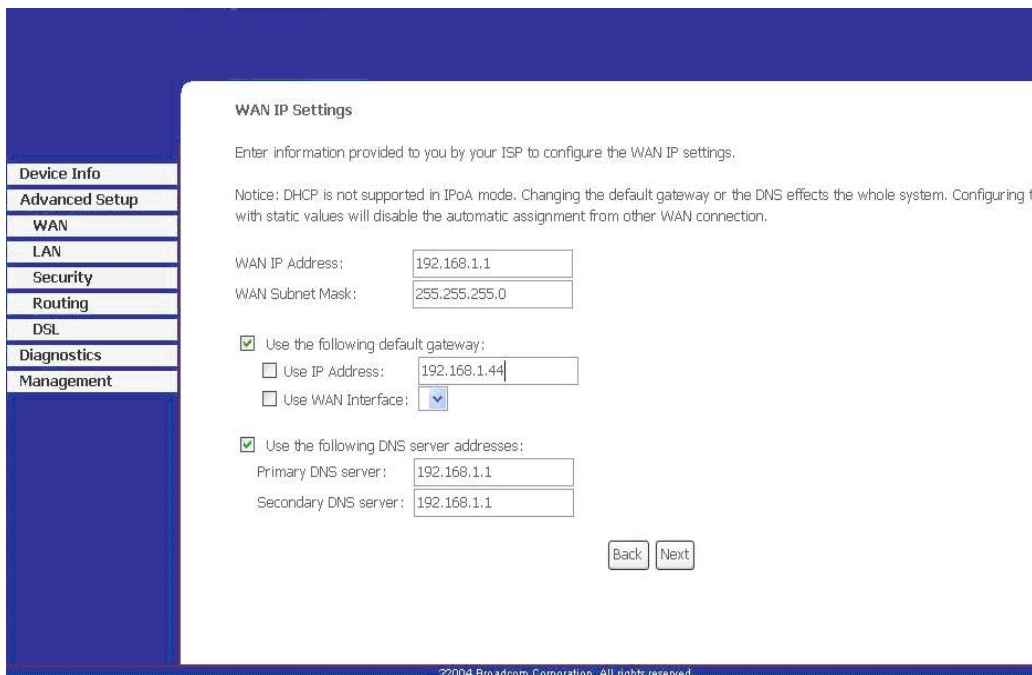 WAN IP Settings
Enter information provided to you by your ISP to configure the WAN IP settings.
Notice: DHCP is not supported in IPoA mode. Changing the default gateway or the DNS effects the whole system. Configuring
with static values will disable the automatic assignment from other WAN connection.
Device Info
Advanced Setup
WAN
LAN
Security
Routing
DSL
Diagnostics
Management
WAN IP Address: 192.168.1.1
WAN Subnet Mask: 255.255.255.0
Use the following default gateway:
Use IP Address: 192.168.1.44
Use WAN Interface:
Use the following DNS server addresses:
Primary DNS server: 192.168.1.1
Secondary DNS server: 192.168.1.1
Back Next
2004 Broadcom Corporation. All rights reserved.